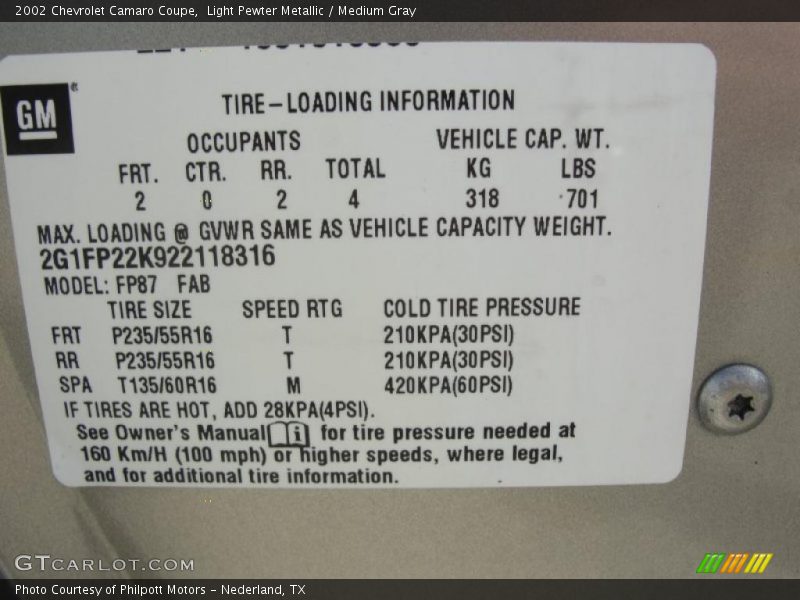 2002 Chevrolet Camaro Coupe,  Light Pewter Metallic / Medium Gray
GM
TIRE-LOADING INFORMATION
OCCUPANTS VEHICLE CAP. WT.
FRT. CTR. RR. TOTAL KG LBS
2 0 2 4 318 701
MAX. LOADING @ GVWR SAME AS VEHICLE CAPACITY WEIGHT.
2G1FP22K922118316
MODEL: FP87 FAB
TIRE SIZE SPEED RTG COLD TIRE PRESSURE
FRT P235/55R16 T 210KPA(30PSI)
RR P235/55R16 T 210KPA(30PSI)
SPA T135/60R16 M 420KPA(60PSI)
IF TIRES ARE HOT, ADD 28KPA(4PSI).
See Owner's Manual i for tire pressure needed at
160 Km/H (100 mph) or higher speeds, where legal,
and for additional tire information.
GTCARLOT.COM
Photo Courtesy of Philpott Motors - Nederland, TX